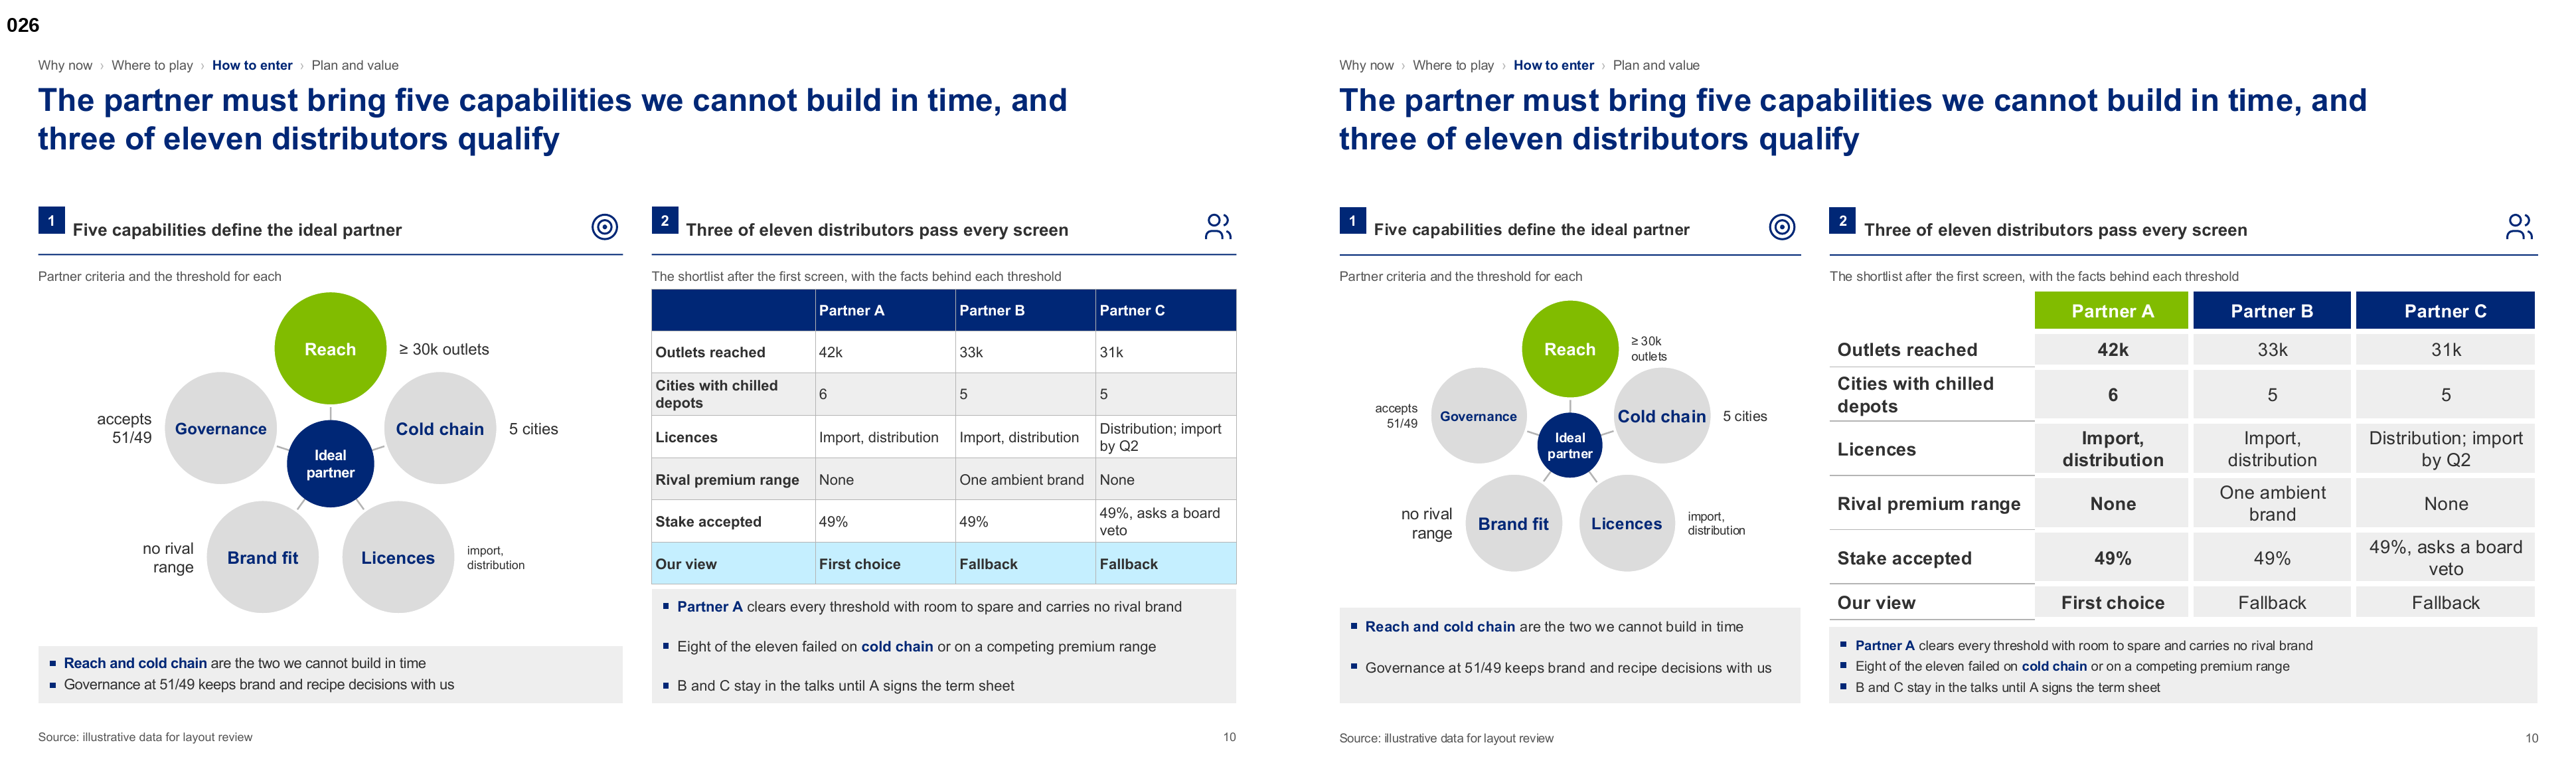 026
Why now › Where to play › How to enter › Plan and value
The partner must bring five capabilities we cannot build in time, and
three of eleven distributors qualify
1 Five capabilities define the ideal partner
Partner criteria and the threshold for each
Reach
≥ 30k outlets
accepts
51/49
Governance
Cold chain
5 cities
Ideal
partner
no rival
range
Brand fit
Licences
import,
distribution
■ Reach and cold chain are the two we cannot build in time
■ Governance at 51/49 keeps brand and recipe decisions with us
2 Three of eleven distributors pass every screen
The shortlist after the first screen, with the facts behind each threshold
Partner A Partner B Partner C
Outlets reached 42k 33k 31k
Cities with chilled
depots 6 5 5
Licences Import, distribution Import, distribution Distribution; import
by Q2
Rival premium range None One ambient brand None
Stake accepted 49% 49% 49%, asks a board
veto
Our view First choice Fallback Fallback
■ Partner A clears every threshold with room to spare and carries no rival brand
■ Eight of the eleven failed on cold chain or on a competing premium range
■ B and C stay in the talks until A signs the term sheet
Source: illustrative data for layout review
10
Why now › Where to play › How to enter › Plan and value
The partner must bring five capabilities we cannot build in time, and
three of eleven distributors qualify
1 Five capabilities define the ideal partner
Partner criteria and the threshold for each
Reach
≥ 30k
outlets
accepts
51/49
Governance
Cold chain
5 cities
Ideal
partner
no rival
range
Brand fit
Licences
import,
distribution
■ Reach and cold chain are the two we cannot build in time
■ Governance at 51/49 keeps brand and recipe decisions with us
2 Three of eleven distributors pass every screen
The shortlist after the first screen, with the facts behind each threshold
Partner A Partner B Partner C
Outlets reached 42k 33k 31k
Cities with chilled
depots 6 5 5
Licences Import,
distribution Import,
distribution Distribution; import
by Q2
Rival premium range None One ambient
brand None
Stake accepted 49% 49% 49%, asks a board
veto
Our view First choice Fallback Fallback
■ Partner A clears every threshold with room to spare and carries no rival brand
■ Eight of the eleven failed on cold chain or on a competing premium range
■ B and C stay in the talks until A signs the term sheet
Source: illustrative data for layout review
10